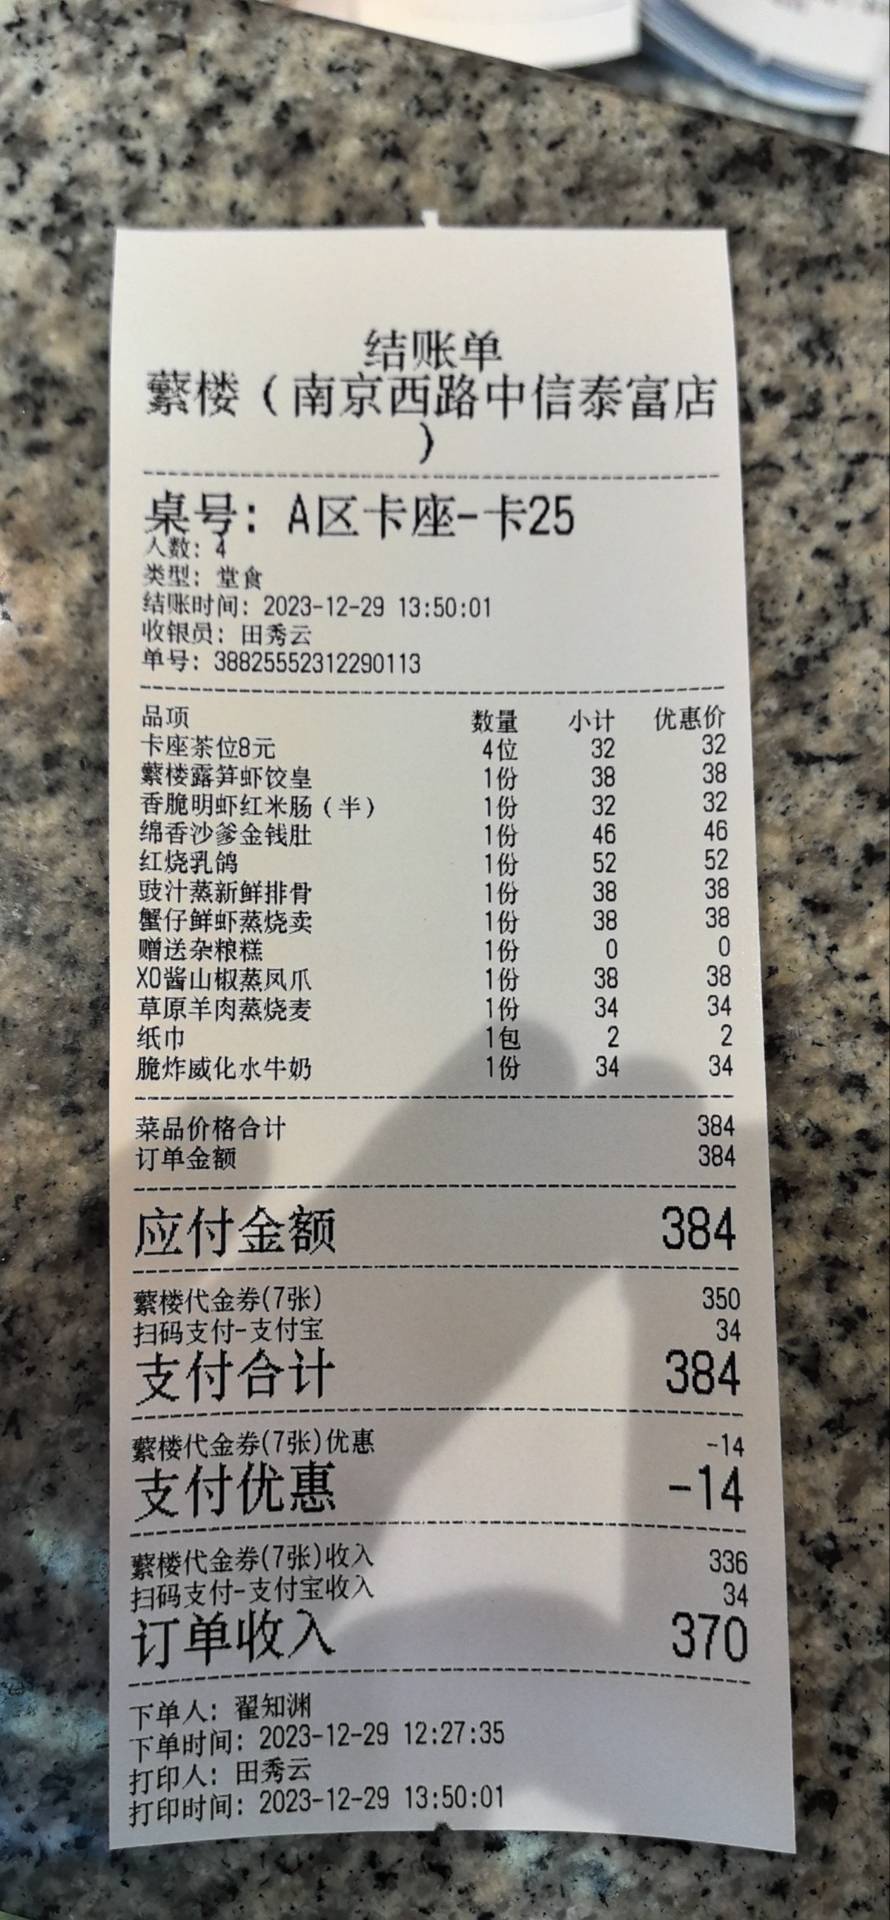 结账单
蘩楼（南京西路中信泰富店
）
桌号：A区卡座-卡25
人数：4
类型：堂食
结账时间：2023-12-29 13:50:01
收银员：田秀云
单号：38825552312290113
品项 数量 小计 优惠价
卡座茶位8元 4位 32 32
蘩楼露笋虾饺皇 1份 38 38
香脆明虾红米肠（半） 1份 32 32
绵香沙爹金钱肚 1份 46 46
红烧乳鸽 1份 52 52
豉汁蒸新鲜排骨 1份 38 38
蟹仔鲜虾蒸烧卖 1份 38 38
赠送杂粮糕 1份 0 0
XO酱山椒蒸凤爪 1份 38 38
草原羊肉蒸烧麦 1份 34 34
纸巾 1包 2 2
脆炸威化水牛奶 1份 34 34
菜品价格合计 384
订单金额 384
应付金额 384
蘩楼代金券(7张) 350
扫码支付-支付宝 34
支付合计 384
蘩楼代金券(7张)优惠 -14
支付优惠 -14
蘩楼代金券(7张)收入 336
扫码支付-支付宝收入 34
订单收入 370
下单人：翟知渊
下单时间：2023-12-29 12:27:35
打印人：田秀云
打印时间：2023-12-29 13:50:01